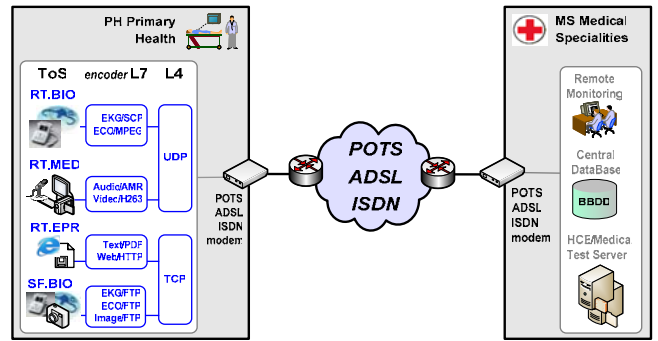 PH Primary
Health
ToS encoder L7 L4
RT.BIO
EKG/SCP
ECO/MPEG
UDP
RT.MED
Audio/AMR
Video/H263
RT.EPR
Text/PDF
Web/HTTP
TCP
SF.BIO
EKG/FTP
ECO/FTP
Image/FTP
POTS
ADSL
ISDN
modem
POTS
ADSL
ISDN
POTS
ADSL
ISDN
modem
MS Medical
Specialities
Remote
Monitoring
Central
DataBase
BBDD
HCE/Medical
Test Server